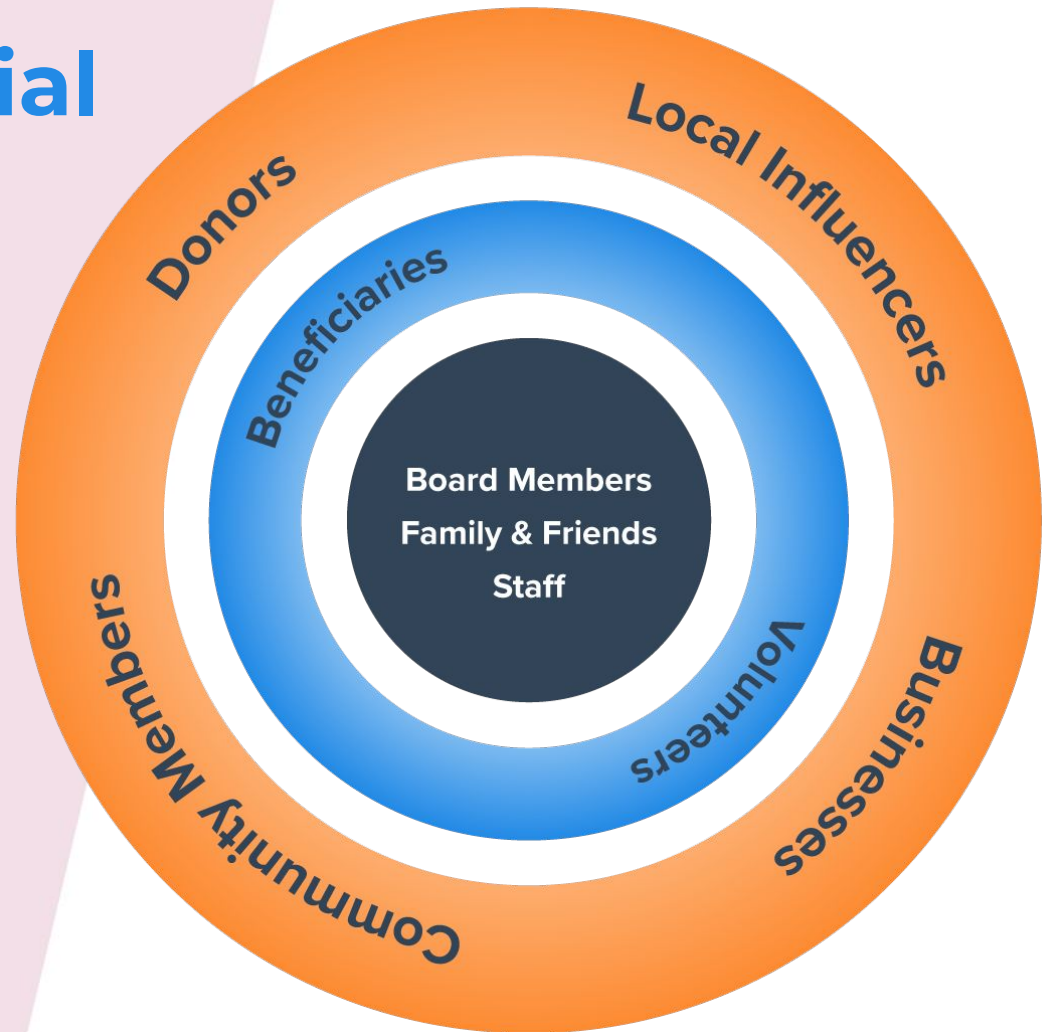 ial
Donors
Local Influencers
Beneficiaries
Board Members
Family & Friends
Staff
Volunteers
Community Members
Businesses